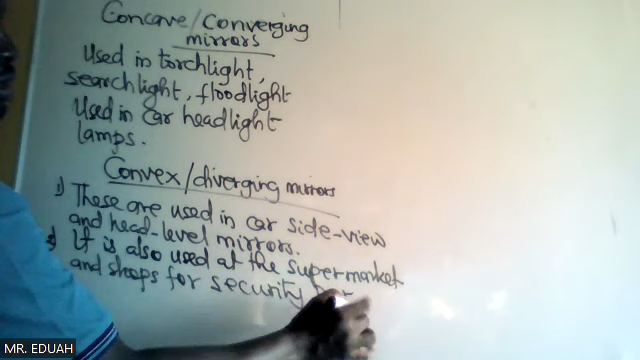 Concave/Converging
mirrors
Used in torchlight,
searchlight, floodlight
Used in car headlight
lamps.
Convex/diverging mirrors
1) These are used in car side-view
and head-level mirrors.
2) It is also used at the supermarket
and shops for security
MR. EDUAH